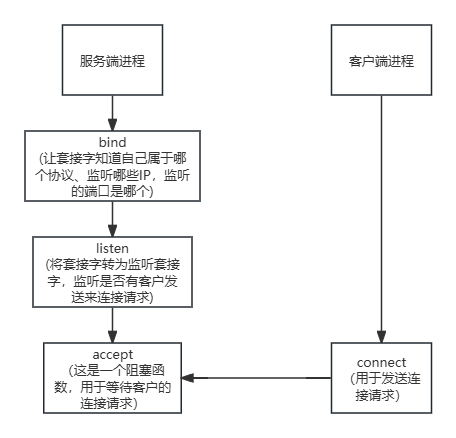 服务端进程
客户端进程
bind
(让套接字知道自己属于哪
个协议、监听哪些IP，监听
的端口是哪个)
listen
(将套接字转为监听套接
字，监听是否有客户发
送来连接请求)
accept
（这是一个阻塞函
数，用于等待客户的
连接请求）
connect
（用于发送连
接请求）